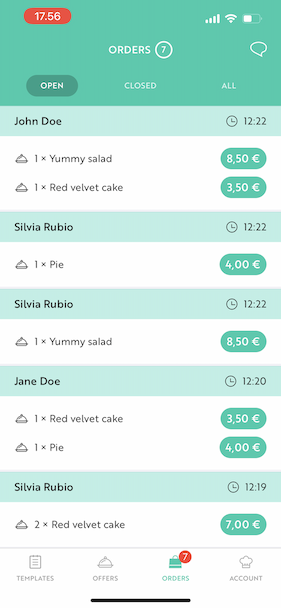 17.56
ORDERS 7
OPEN CLOSED ALL
John Doe 12:22
1 × Yummy salad 8,50 €
1 × Red velvet cake 3,50 €
Silvia Rubio 12:22
1 × Pie 4,00 €
Silvia Rubio 12:22
1 × Yummy salad 8,50 €
Jane Doe 12:20
1 × Red velvet cake 3,50 €
1 × Pie 4,00 €
Silvia Rubio 12:19
2 × Red velvet cake 7,00 €
7
TEMPLATES OFFERS ORDERS ACCOUNT